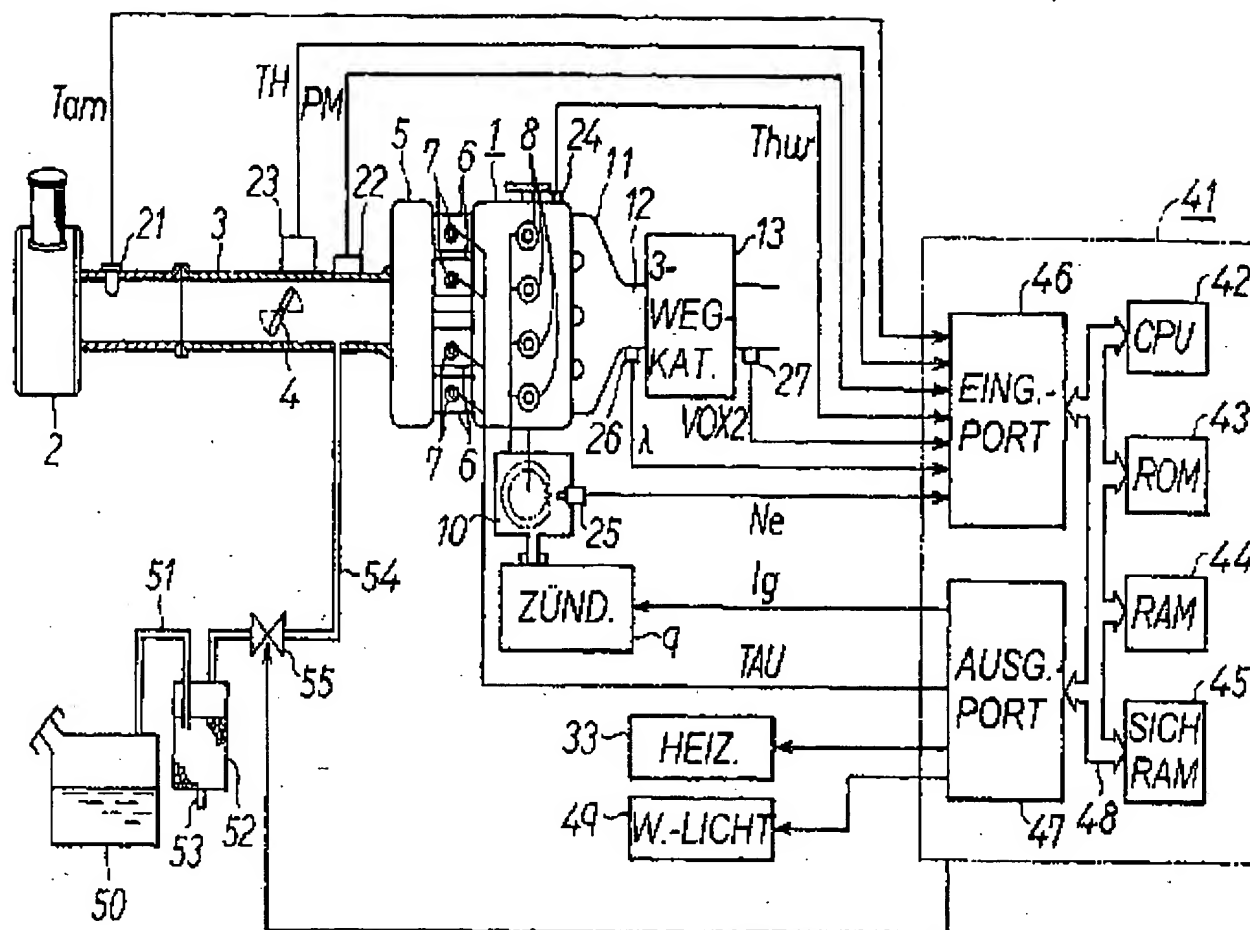 Tam
TH
PM
Thw
5
7
6
1
8
24
11
12
13
41
23
22
21
3
3-
WEG-
KAT.
46
42
CPU
EING.-
PORT
4
2
7
6
26
λ
VOX2
27
43
ROM
10
25
Ne
Ig
44
RAM
54
51
ZÜND.
9
TAU
AUSG.-
PORT
45
SICH
RAM
55
33
HEIZ.
49
W.-LICHT
47
48
50
53
52